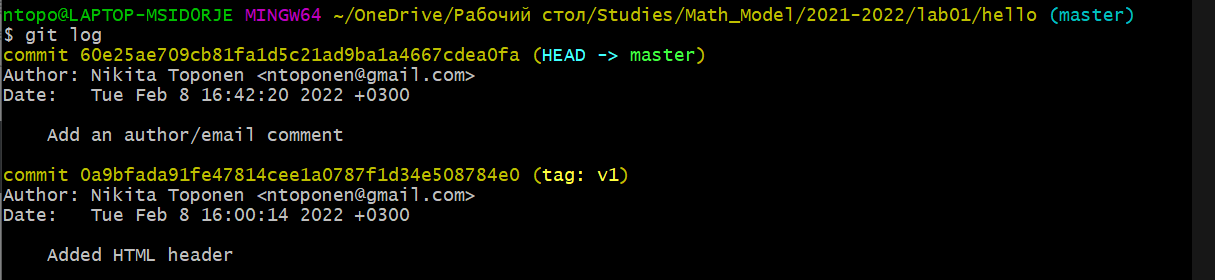 ntopo@LAPTOP-MSIDORJE MINGW64 ~/OneDrive/Рабочий стол/Studies/Math_Model/2021-2022/lab01/hello (master)
$ git log
commit 60e25ae709cb81fa1d5c21ad9ba1a4667cdea0fa (HEAD -> master)
Author: Nikita Toponen <ntoponen@gmail.com>
Date:   Tue Feb 8 16:42:20 2022 +0300
    Add an author/email comment
commit 0a9bfada91fe47814cee1a0787f1d34e508784e0 (tag: v1)
Author: Nikita Toponen <ntoponen@gmail.com>
Date:   Tue Feb 8 16:00:14 2022 +0300
    Added HTML header